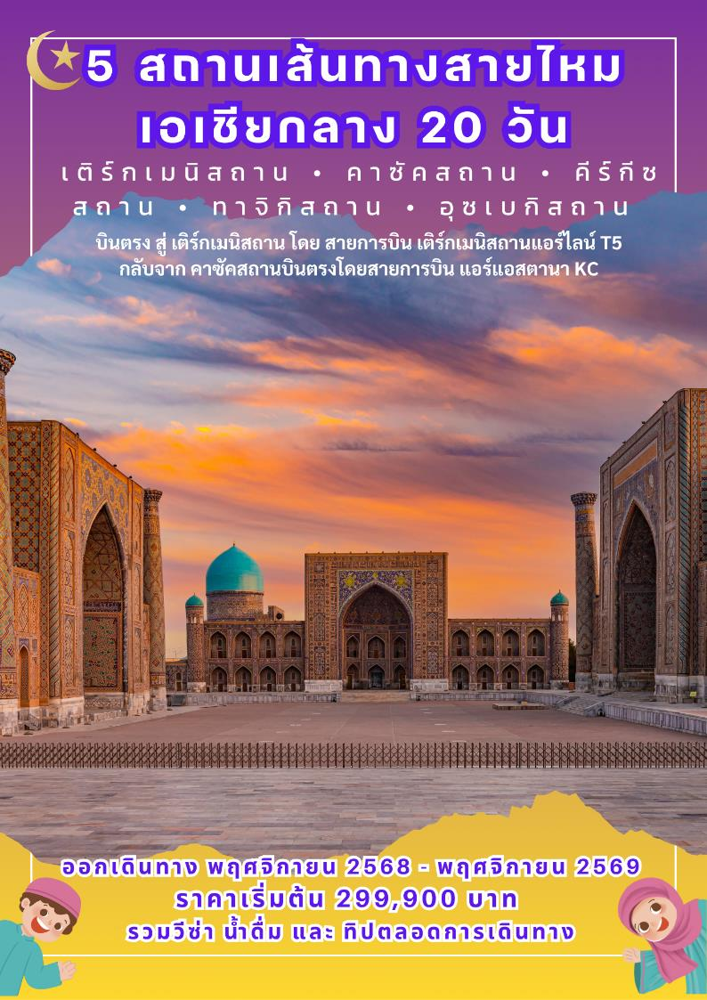 5 สถานเส้นทางสายไหม
เอเชียกลาง 20 วัน
เติร์กเมนิสถาน • คาซัคสถาน • คีร์กีซ
สถาน • ทาจิกิสถาน • อุซเบกิสถาน
บินตรง สู่ เติร์กเมนิสถาน โดย สายการบิน เติร์กเมนิสถานแอร์ไลน์ T5
กลับจาก คาซัคสถานบินตรงโดยสายการบิน แอร์แอสตานา KC
ออกเดินทาง พฤศจิกายน 2568 - พฤศจิกายน 2569
ราคาเริ่มต้น 299,900 บาท
รวมวีซ่า น้ำดื่ม และ ทิปตลอดการเดินทาง